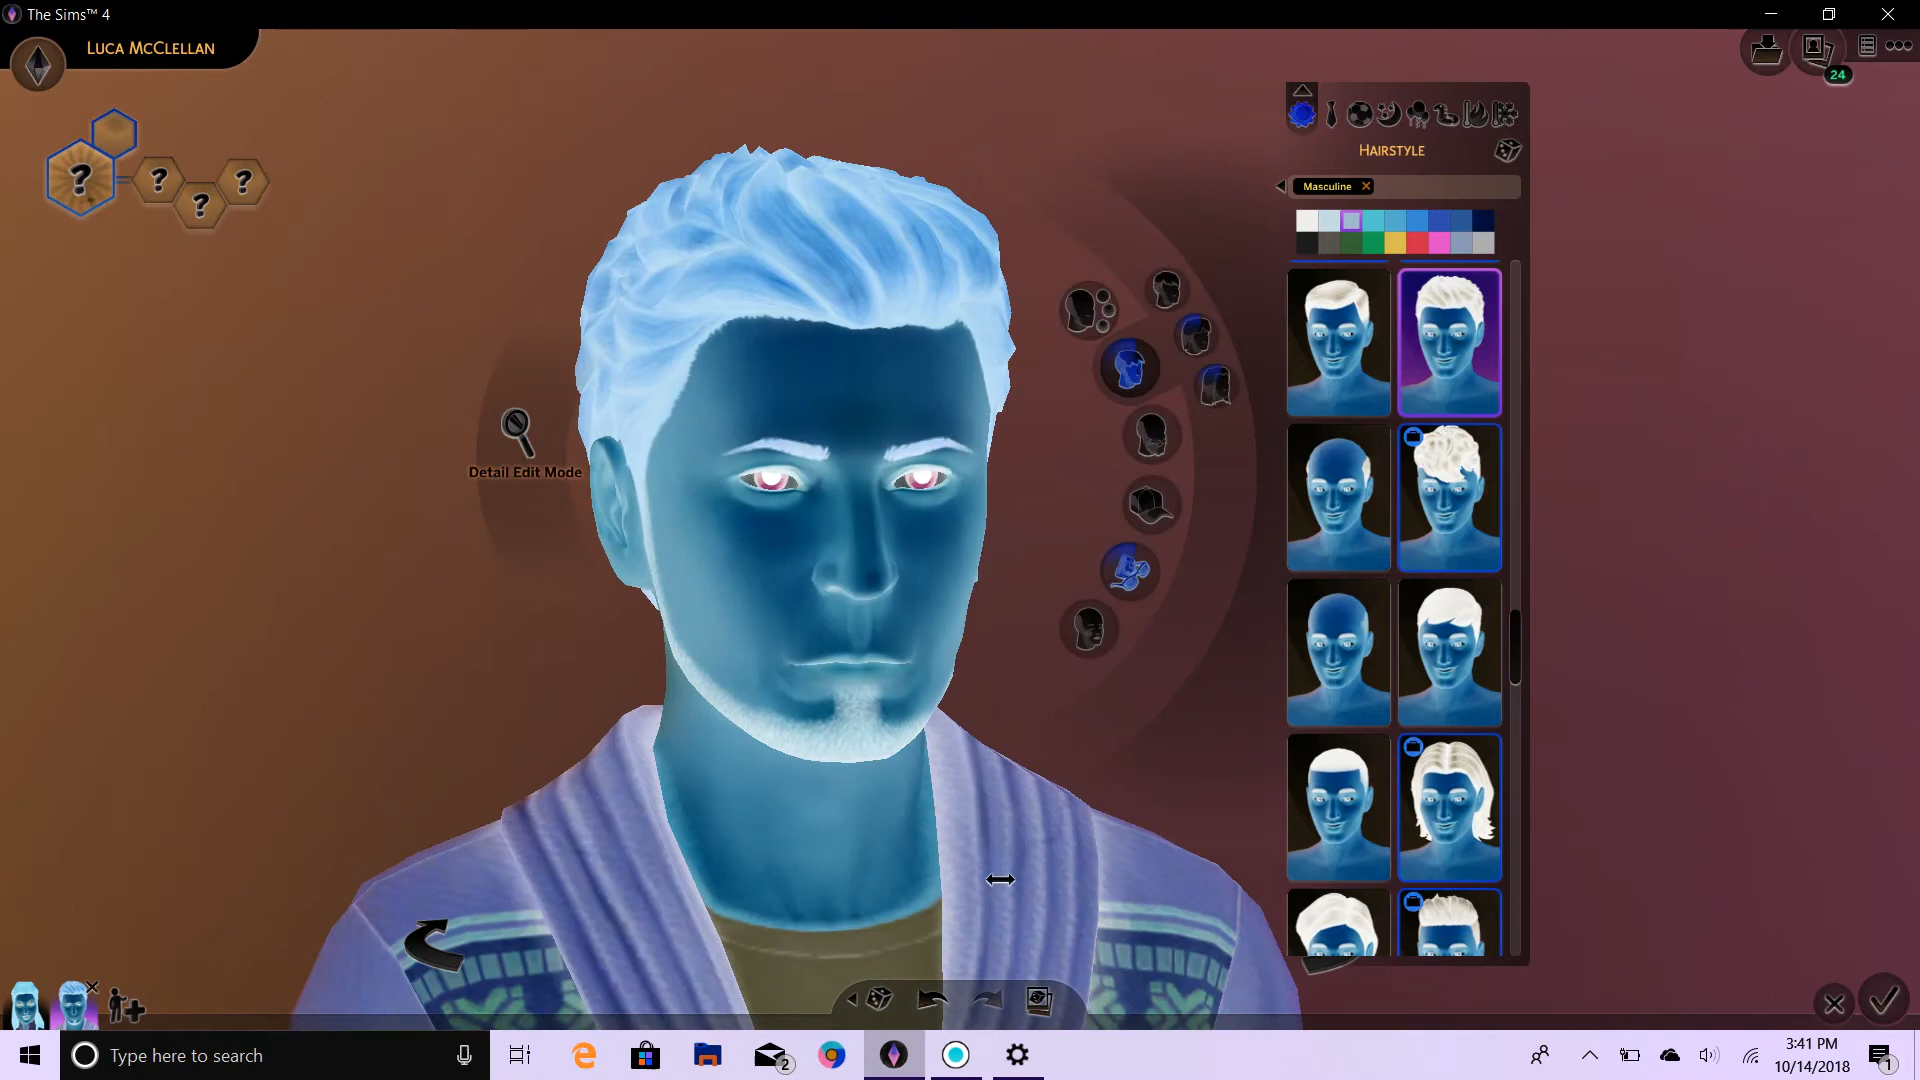 The Sims™ 4
Luca McClellan
24
Hairstyle
Masculine
Detail Edit Mode
Type here to search
2
3:41 PM
10/14/2018
1